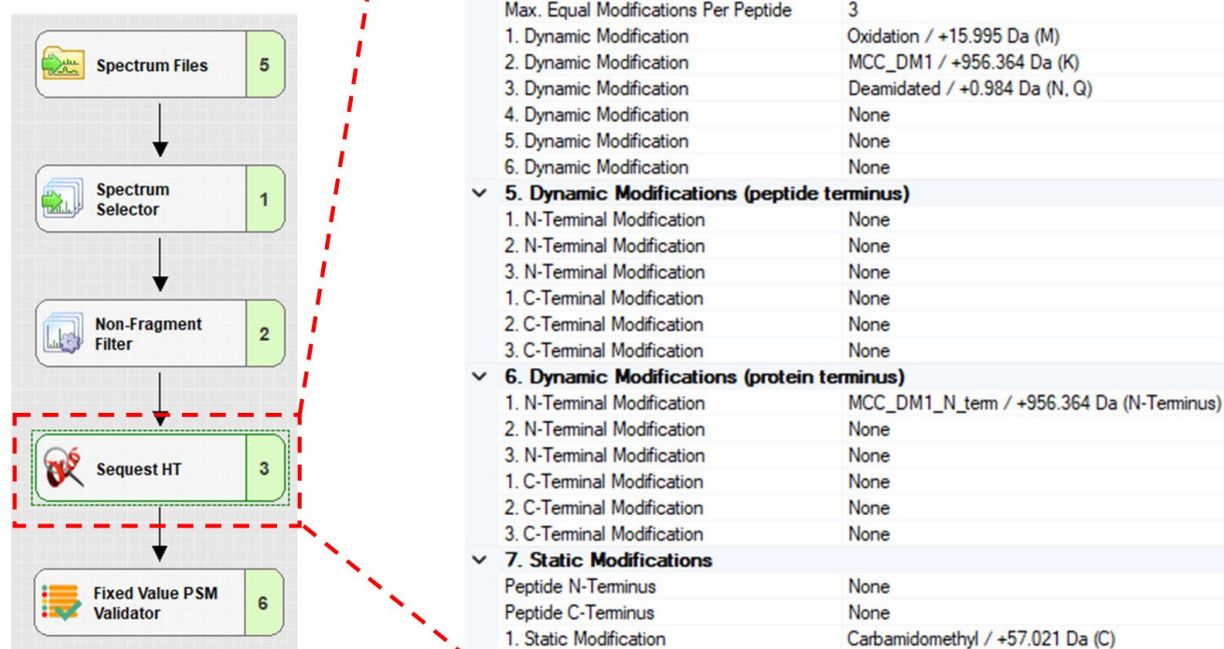 Spectrum Files 5
Spectrum
Selector 1
Non-Fragment
Filter 2
Sequest HT 3
Fixed Value PSM
Validator 6
Max. Equal Modifications Per Peptide 3
1. Dynamic Modification Oxidation / +15.995 Da (M)
2. Dynamic Modification MCC_DM1 / +956.364 Da (K)
3. Dynamic Modification Deamidated / +0.984 Da (N, Q)
4. Dynamic Modification None
5. Dynamic Modification None
6. Dynamic Modification None
5. Dynamic Modifications (peptide terminus)
1. N-Terminal Modification None
2. N-Terminal Modification None
3. N-Terminal Modification None
1. C-Terminal Modification None
2. C-Terminal Modification None
3. C-Terminal Modification None
6. Dynamic Modifications (protein terminus)
1. N-Terminal Modification MCC_DM1_N_term / +956.364 Da (N-Terminus)
2. N-Terminal Modification None
3. N-Terminal Modification None
1. C-Terminal Modification None
2. C-Terminal Modification None
3. C-Terminal Modification None
7. Static Modifications
Peptide N-Terminus None
Peptide C-Terminus None
1. Static Modification Carbamidomethyl / +57.021 Da (C)